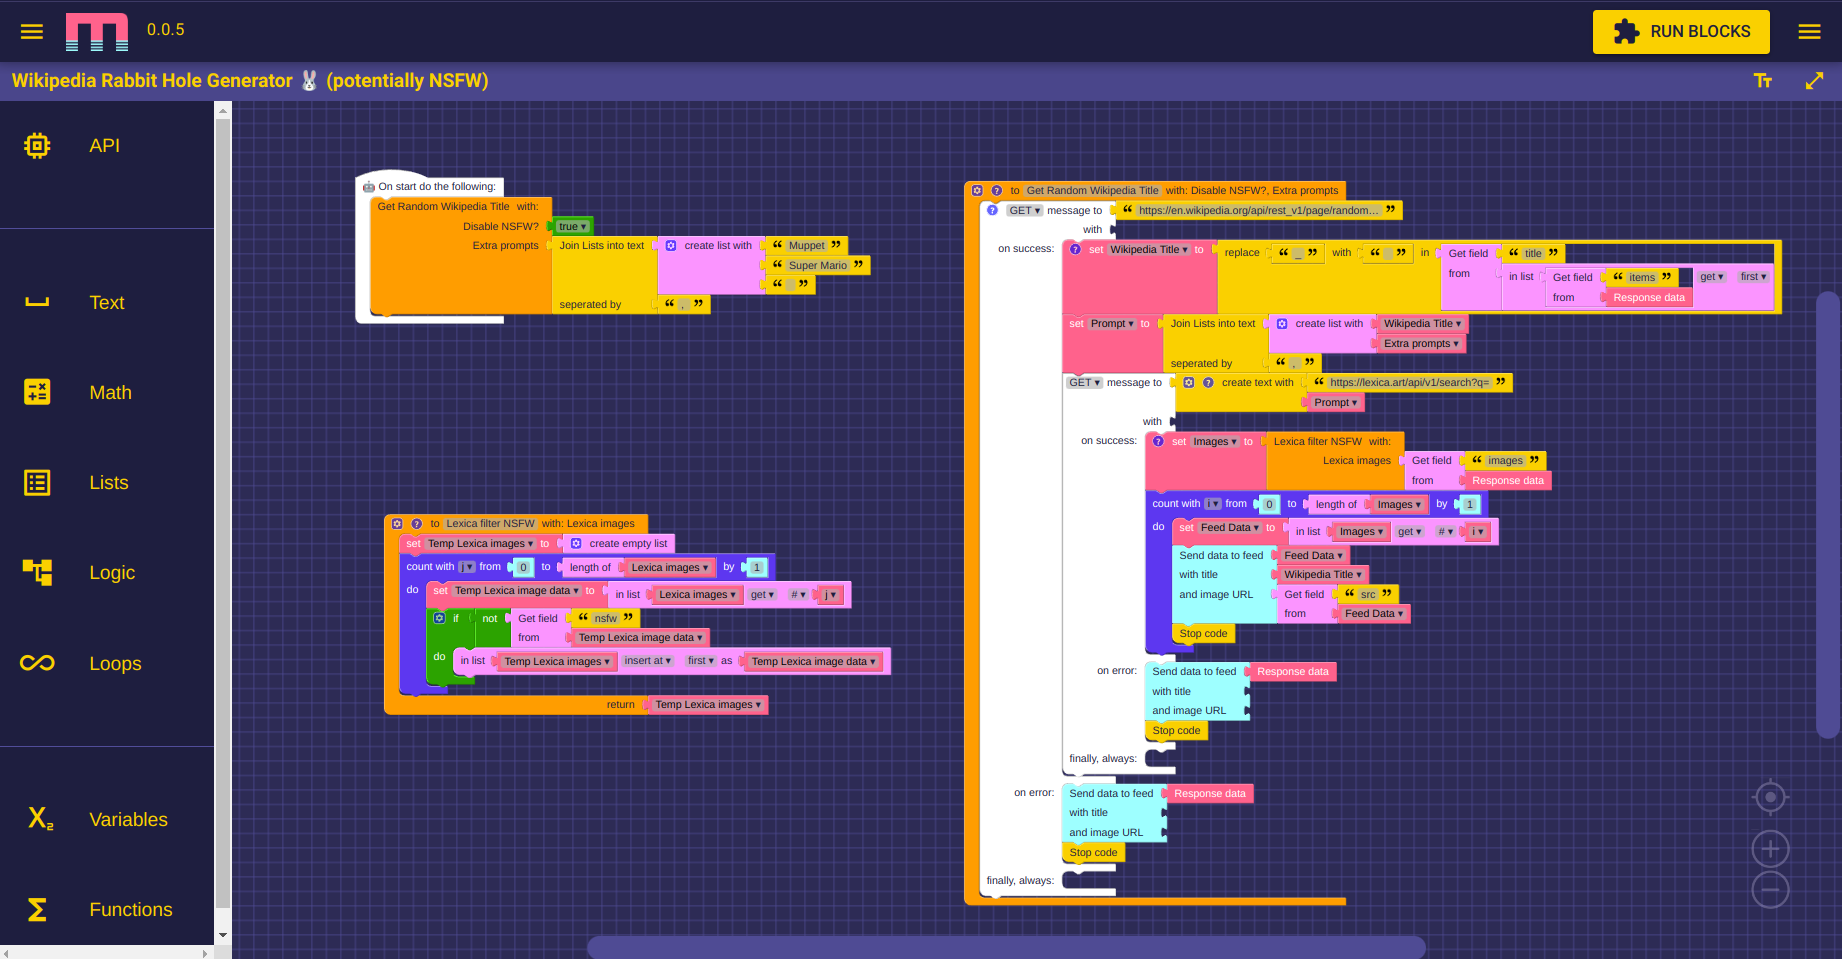 0.0.5
RUN BLOCKS
Wikipedia Rabbit Hole Generator 🐰 (potentially NSFW)
API
Text
Math
Lists
Logic
Loops
Variables
Functions
🤖 On start do the following:
Get Random Wikipedia Title with:
Disable NSFW? true ▾
Extra prompts Join Lists into text create list with “ Muppet ”
“ Super Mario ”
“ ”
seperated by “ , ”
to Lexica filter NSFW with: Lexica images
set Temp Lexica images ▾ to create empty list
count with j ▾ from 0 to length of Lexica images ▾ by 1
do set Temp Lexica image data ▾ to in list Lexica images ▾ get ▾ # ▾ j ▾
if not Get field “ nsfw ”
from Temp Lexica image data ▾
do in list Temp Lexica images ▾ insert at ▾ first ▾ as Temp Lexica image data ▾
return Temp Lexica images ▾
to Get Random Wikipedia Title with: Disable NSFW?, Extra prompts
GET ▾ message to “ https://en.wikipedia.org/api/rest_v1/page/random... ”
with
on success: set Wikipedia Title ▾ to replace “ _ ” with “ ” in Get field “ title ”
from in list Get field “ items ” get ▾ first ▾
from Response data
set Prompt ▾ to Join Lists into text create list with Wikipedia Title ▾
Extra prompts ▾
seperated by “ , ”
GET ▾ message to create text with “ https://lexica.art/api/v1/search?q= ”
Prompt ▾
with
on success: set Images ▾ to Lexica filter NSFW with:
Lexica images Get field “ images ”
from Response data
count with i ▾ from 0 to length of Images ▾ by 1
do set Feed Data ▾ to in list Images ▾ get ▾ # ▾ i ▾
Send data to feed Feed Data ▾
with title Wikipedia Title ▾
and image URL Get field “ src ”
from Feed Data ▾
Stop code
on error: Send data to feed Response data
with title
and image URL
Stop code
finally, always:
on error: Send data to feed Response data
with title
and image URL
Stop code
finally, always: